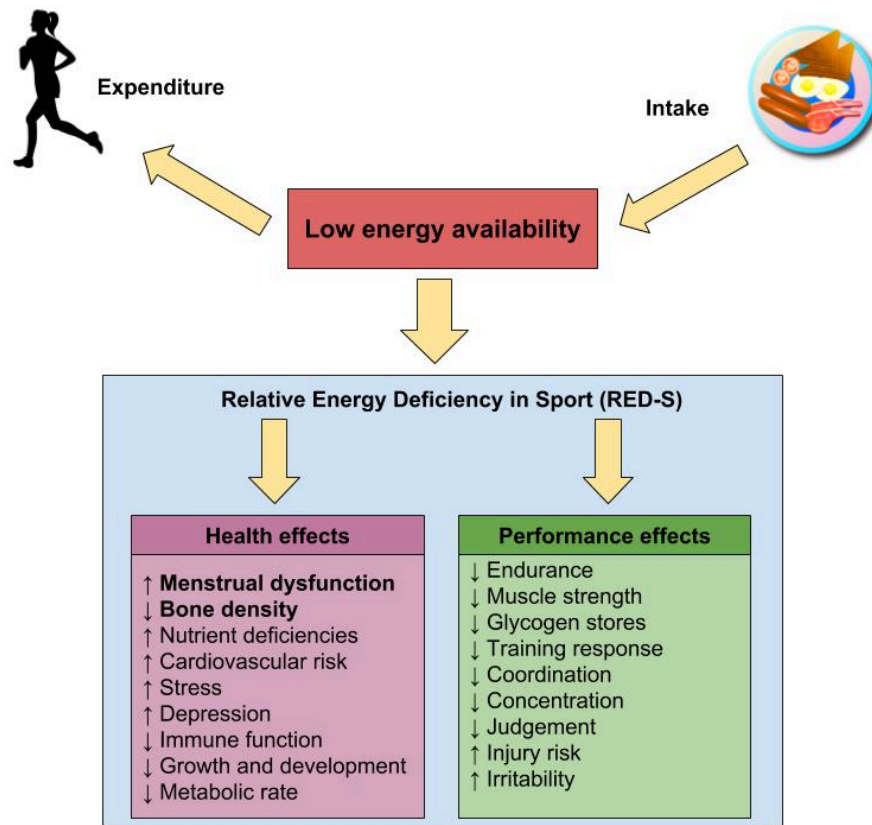 Expenditure
Intake
Low energy availability
Relative Energy Deficiency in Sport (RED-S)
Health effects
↑ Menstrual dysfunction
↓ Bone density
↑ Nutrient deficiencies
↑ Cardiovascular risk
↑ Stress
↑ Depression
↓ Immune function
↓ Growth and development
↓ Metabolic rate
Performance effects
↓ Endurance
↓ Muscle strength
↓ Glycogen stores
↓ Training response
↓ Coordination
↓ Concentration
↓ Judgement
↑ Injury risk
↑ Irritability